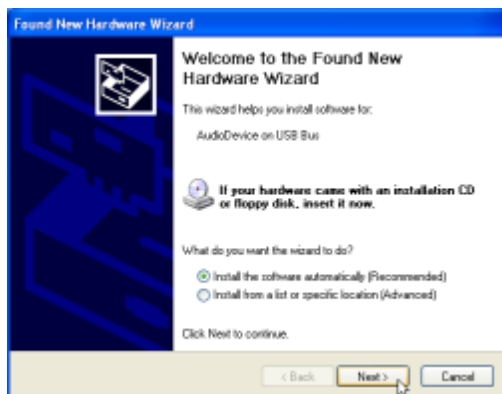 Found New Hardware Wizard
Welcome to the Found New
Hardware Wizard
This wizard helps you install software for:
AudioDevice on USB Bus
If your hardware came with an installation CD
or floppy disk, insert it now.
What do you want the wizard to do?
Install the software automatically (Recommended)
Install from a list or specific location (Advanced)
Click Next to continue.
< Back Next > Cancel